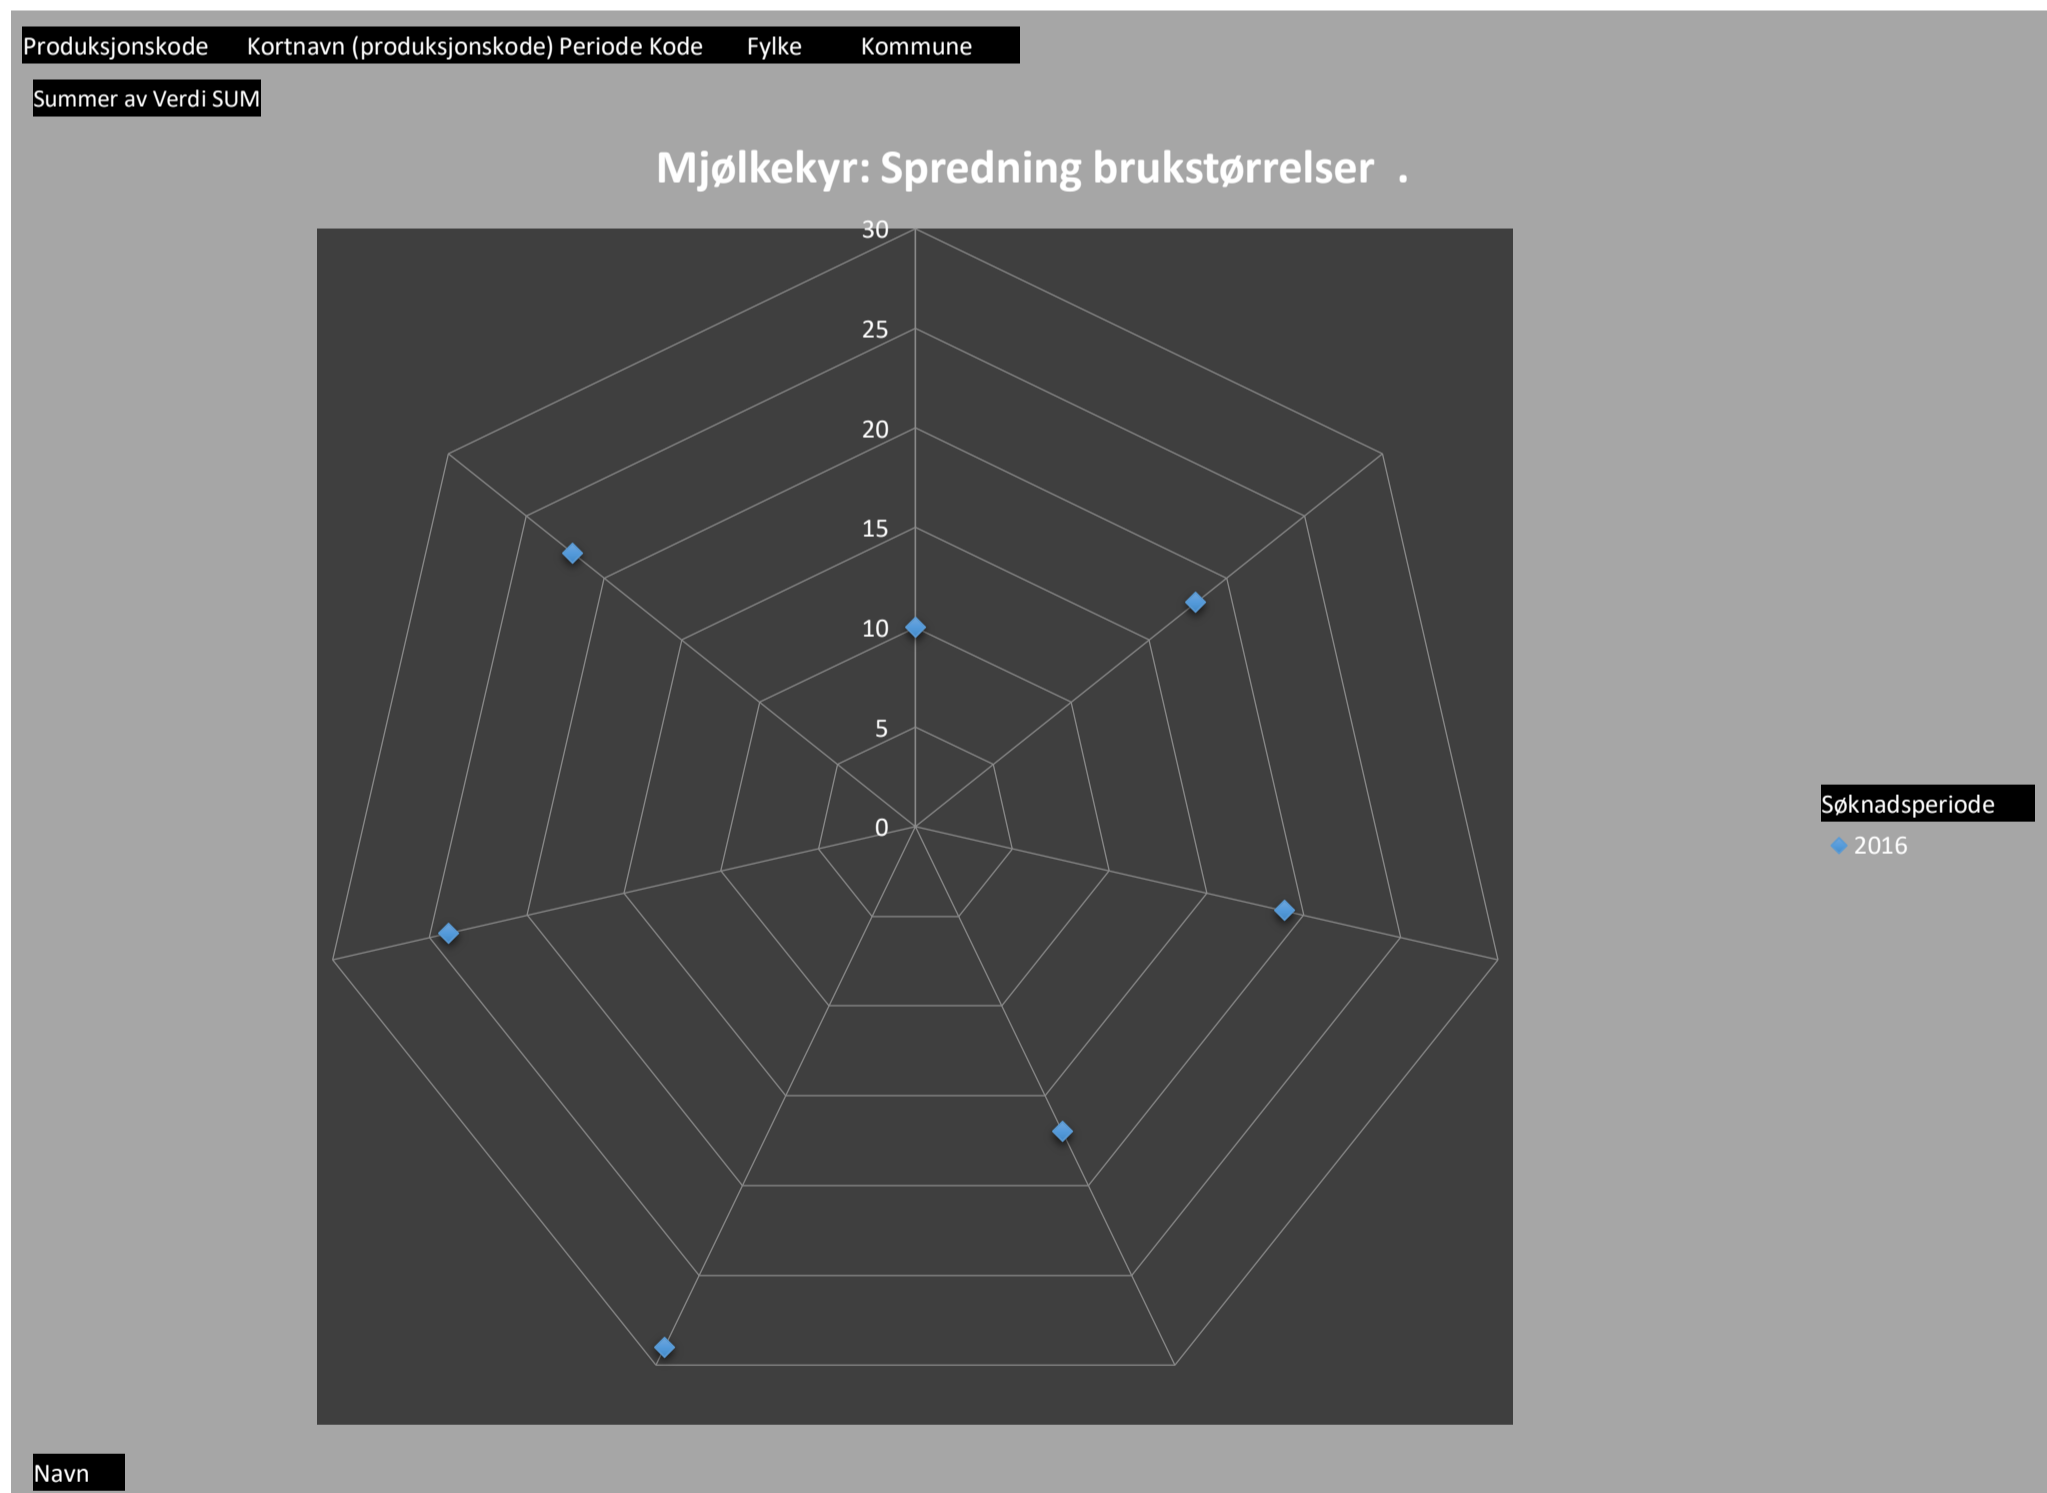 Produksjonskode Kortnavn (produksjonskode) Periode Kode Fylke Kommune
Summer av Verdi SUM
Mjølkekyr: Spredning brukstørrelser .
30
25
20
15
10
5
0
Søknadsperiode
2016
Navn